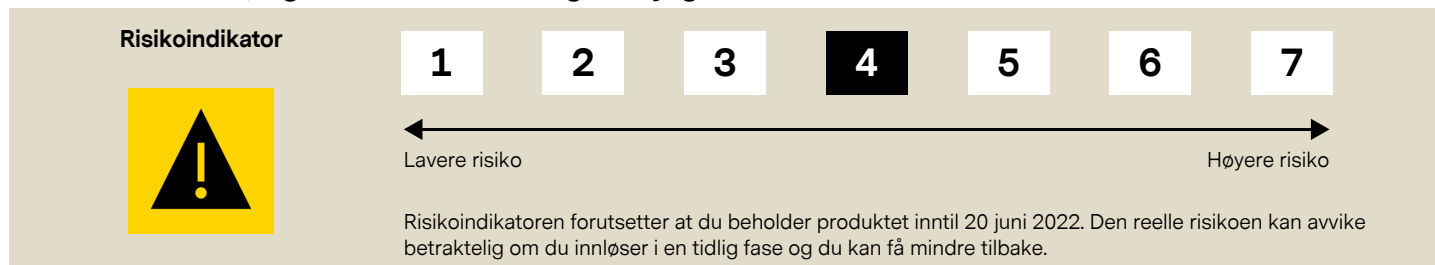 Risikoindikator
1 2 3 4 5 6 7
Lavere risiko
Høyere risiko
Risikoindikatoren forutsetter at du beholder produktet inntil 20 juni 2022. Den reelle risikoen kan avvike
betraktelig om du innløser i en tidlig fase og du kan få mindre tilbake.